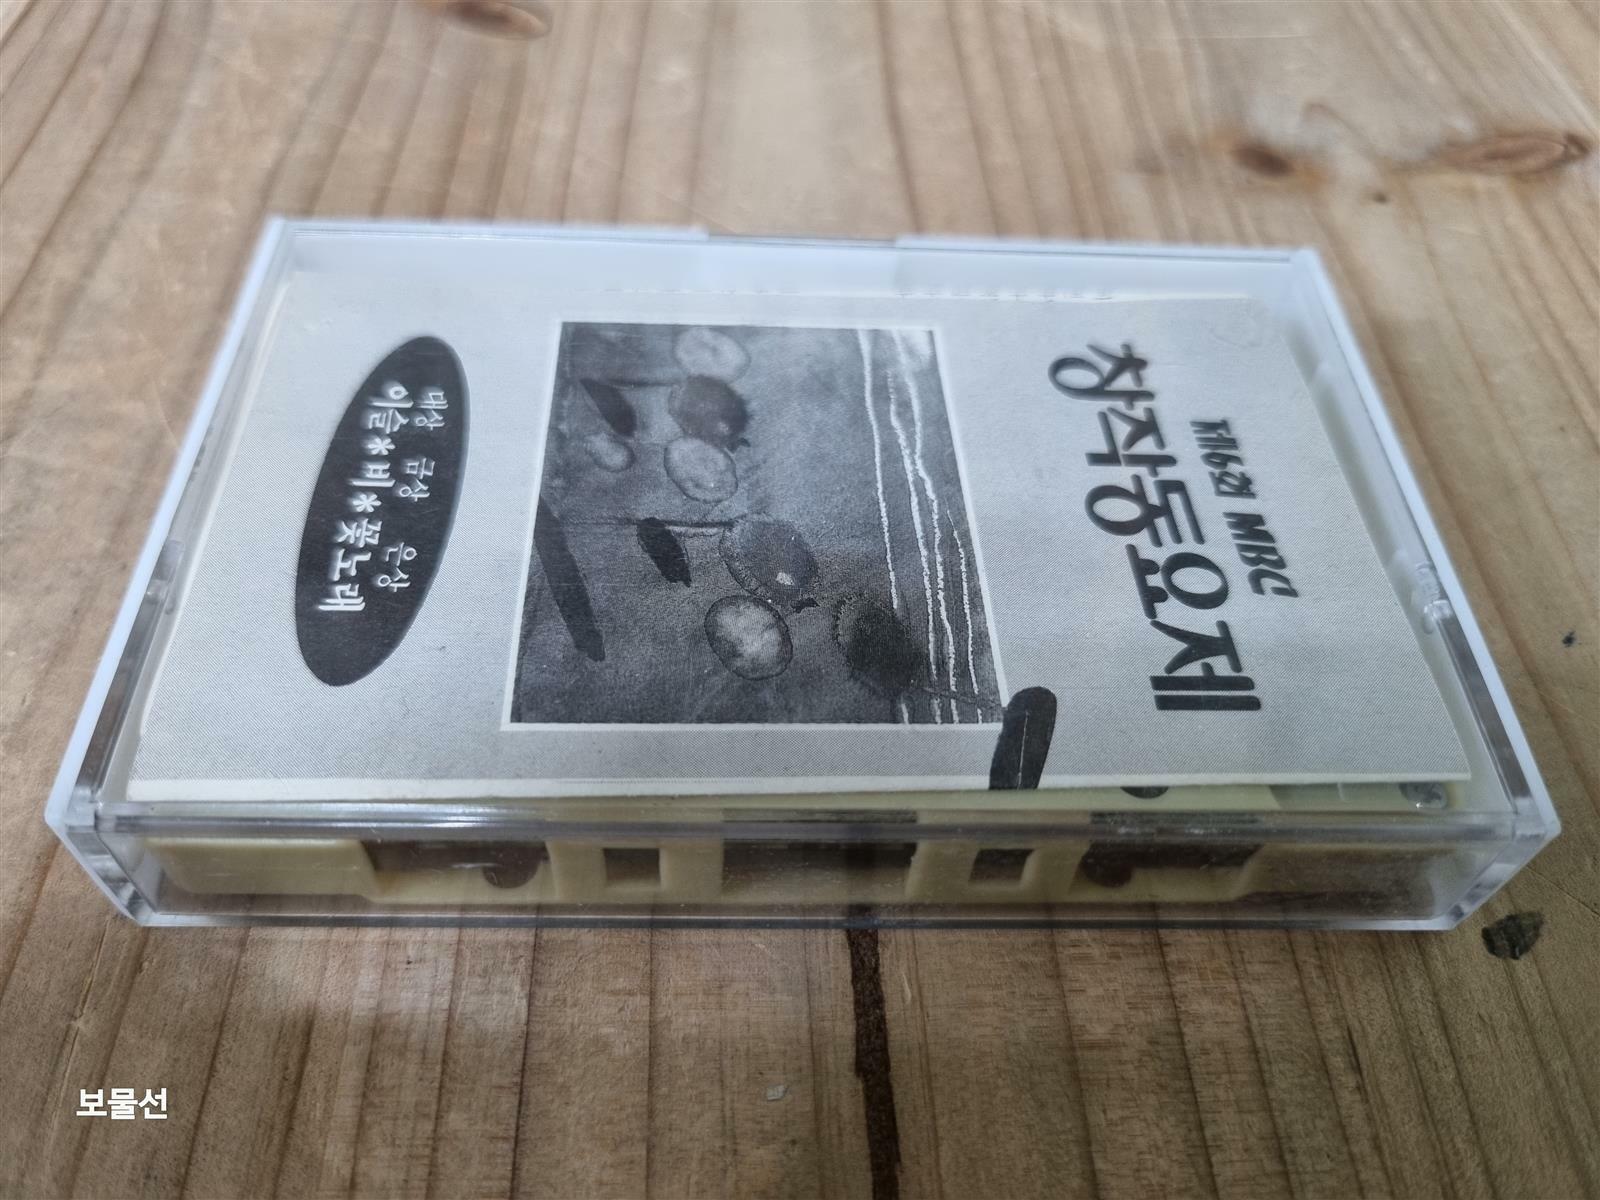 제6회 MBC
창작동요제
대상 금상 은상
이슬*비*꽃노래
보물선